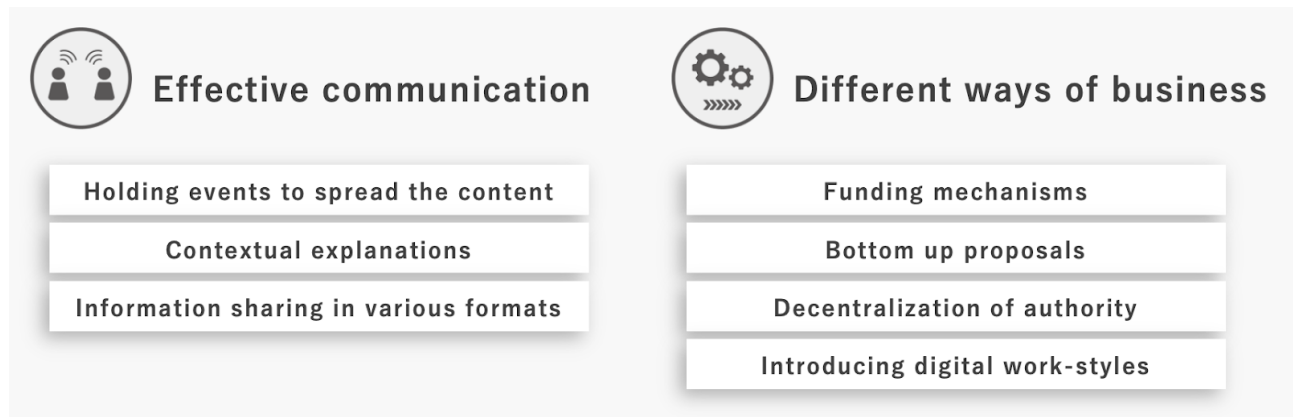 Effective communication
Holding events to spread the content
Contextual explanations
Information sharing in various formats
Different ways of business
Funding mechanisms
Bottom up proposals
Decentralization of authority
Introducing digital work-styles